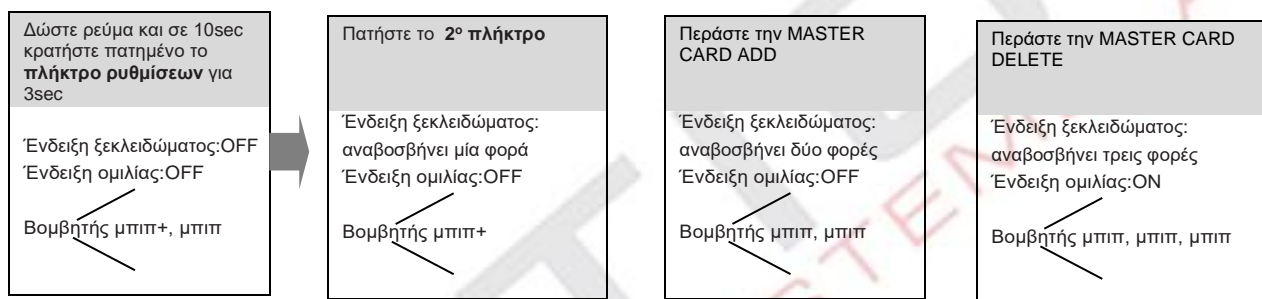 Δώστε ρεύμα και σε 10sec
κρατήστε πατημένο το
πλήκτρο ρυθμίσεων για
3sec
Ένδειξη ξεκλειδώματος:OFF
Ένδειξη ομιλίας:OFF
Βομβητής μπιπ+, μπιπ
Πατήστε το 2ο πλήκτρο
Ένδειξη ξεκλειδώματος:
αναβοσβήνει μία φορά
Ένδειξη ομιλίας:OFF
Βομβητής μπιπ+
Περάστε την MASTER
CARD ADD
Ένδειξη ξεκλειδώματος:
αναβοσβήνει δύο φορές
Ένδειξη ομιλίας:OFF
Βομβητής μπιπ, μπιπ
Περάστε την MASTER CARD
DELETE
Ένδειξη ξεκλειδώματος:
αναβοσβήνει τρεις φορές
Ένδειξη ομιλίας:ON
Βομβητής μπιπ, μπιπ, μπιπ